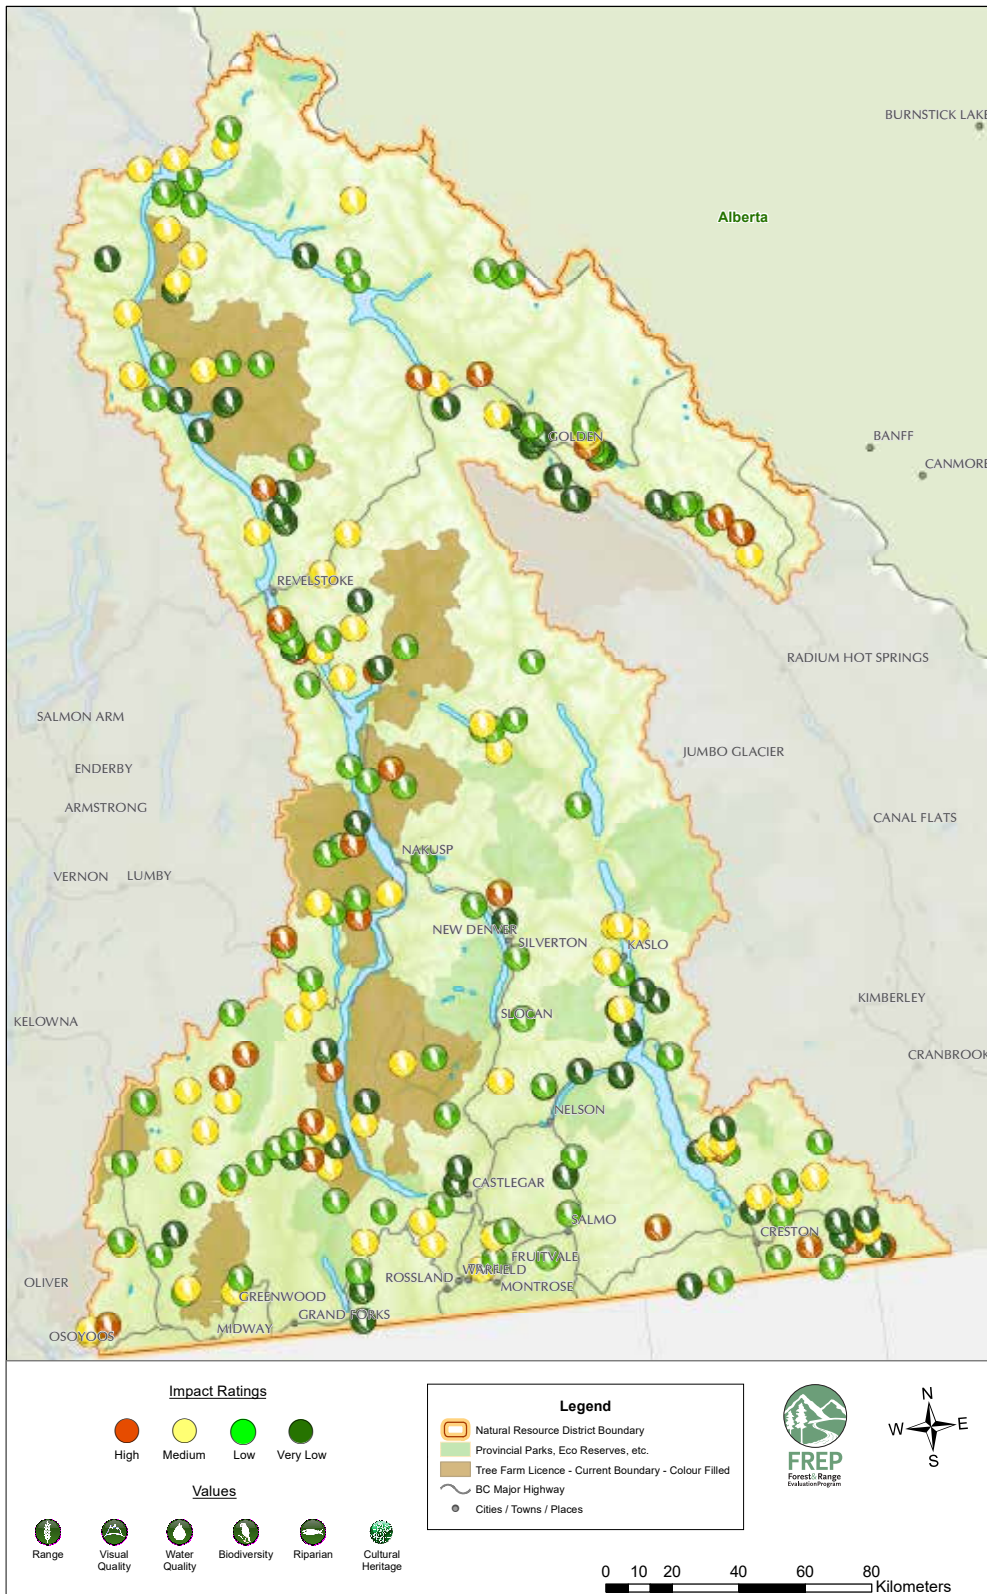 BURNSTICK LAKE
Alberta
BANFF
CANMORE
GOLDEN
REVELSTOKE
RADIUM HOT SPRINGS
SALMON ARM
JUMBO GLACIER
ENDERBY
ARMSTRONG
CANAL FLATS
NAKUSP
VERNON
LUMBY
NEW DENVER
SILVERTON
KASLO
KIMBERLEY
KELOWNA
SLOCAN
CRANBROOK
NELSON
CASTLEGAR
SALMO
CRESTON
FRUITVALE
WARFIELD
OLIVER
ROSSLAND
MONTROSE
GREENWOOD
GRAND FORKS
MIDWAY
OSOYOOS
Impact Ratings
High
Medium
Low
Very Low
Values
Range
Visual
Quality
Water
Quality
Biodiversity
Riparian
Cultural
Heritage
Legend
Natural Resource District Boundary
Provincial Parks, Eco Reserves, etc.
Tree Farm Licence - Current Boundary - Colour Filled
BC Major Highway
Cities / Towns / Places
FREP
Forest & Range
Evaluation Program
N
W
E
S
0 10 20 40 60 80
Kilometers